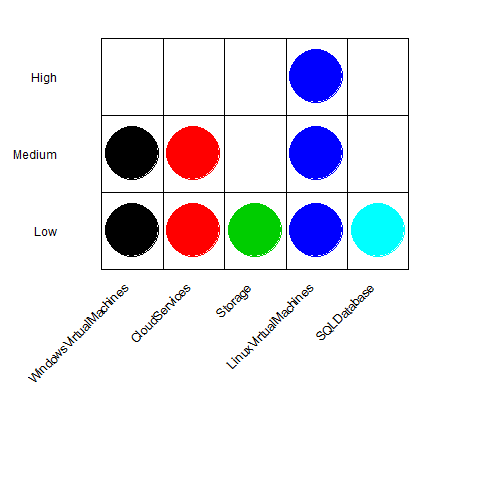 High
Medium
Low
WindowsVirtualMachines
CloudServices
Storage
LinuxVirtualMachines
SQLDatabase